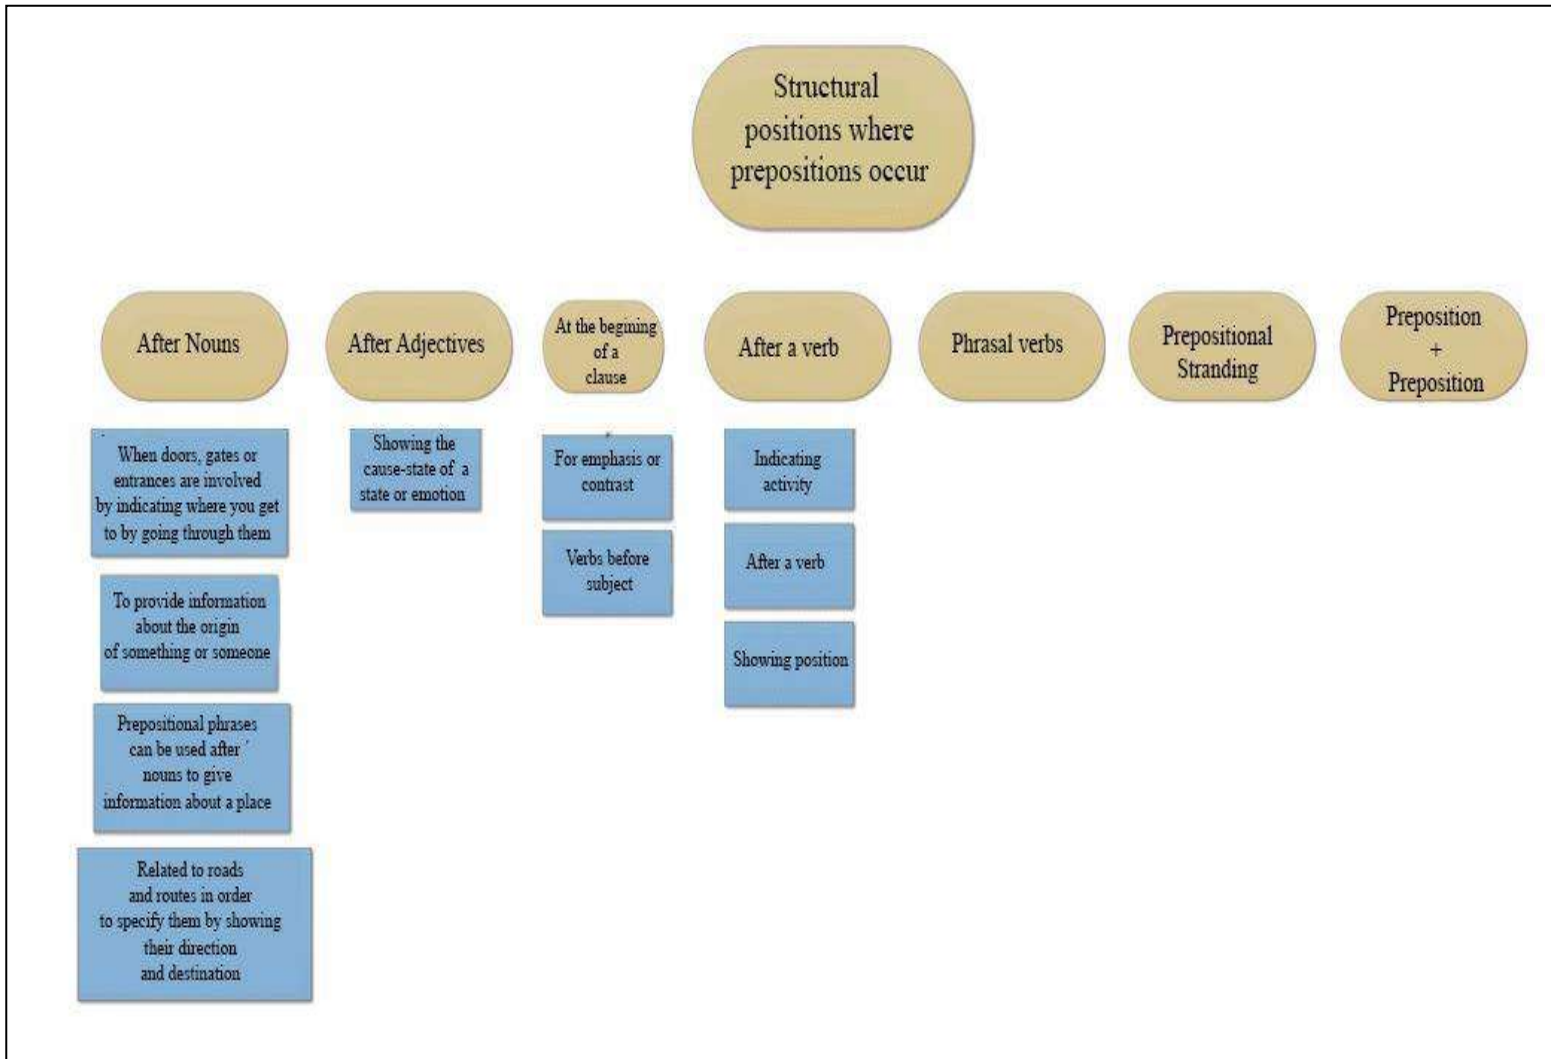 Structural
positions where
prepositions occur
After Nouns
After Adjectives
At the begining
of a
clause
After a verb
Phrasal verbs
Prepositional
Stranding
Preposition
+
Preposition
When doors, gates or
entrances are involved
by indicating where you get
to by going through them
To provide information
about the origin
of something or someone
Prepositional phrases
can be used after
nouns to give
information about a place
Related to roads
and routes in order
to specify them by showing
their direction
and destination
Showing the
cause-state of a
state or emotion
For emphasis or
contrast
Verbs before
subject
Indicating
activity
After a verb
Showing position